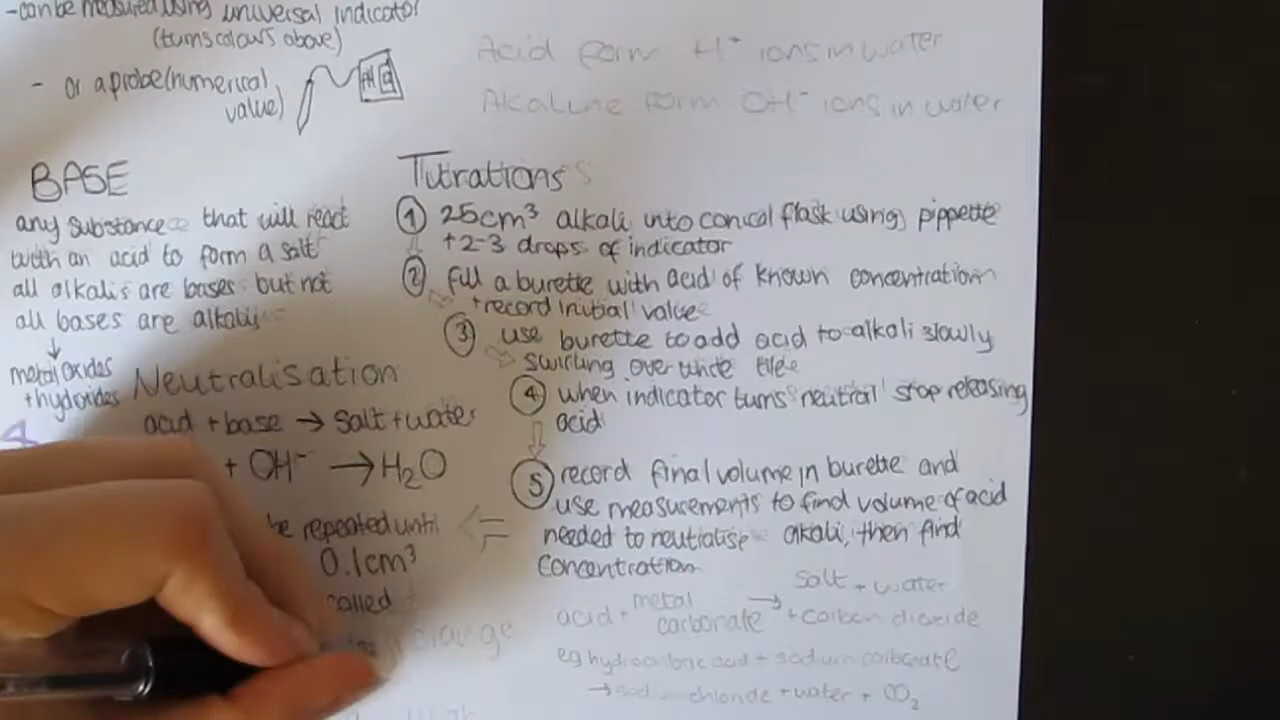 -can be measured using universal indicator
(turns colours above)
- or a probe (numerical
value)
Acid form H⁺ ions in water
Alkaline form OH⁻ ions in water
BASE
any substance that will react
with an acid to form a salt
all alkalis are bases but not
all bases are alkalis
↓
metal oxides
+ hydroxides
Neutralisation
acid + base → salt + water
+ OH⁻ → H₂O
be repeated until
0.1cm³
called
Titrations
① 25cm³ alkali into conical flask using pippette
+2-3 drops of indicator
② fill a burette with acid of known concentration
+record initial value
③ use burette to add acid to alkali slowly
swirling over white tile
④ when indicator turns 'neutral' stop releasing
acid
⑤ record final volume in burette and
use measurements to find volume of acid
needed to neutralise alkali, then find
concentration
acid + metal carbonate → salt + water
+ carbon dioxide
eg hydrochloric acid + sodium carbonate
→ sodium chloride + water + CO₂